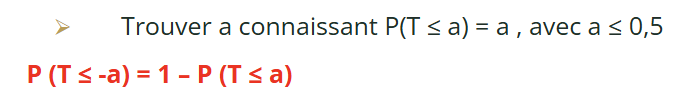 ➢ Trouver a connaissant P(T ≤ a) = a , avec a ≤ 0,5
P (T ≤ -a) = 1 – P (T ≤ a)